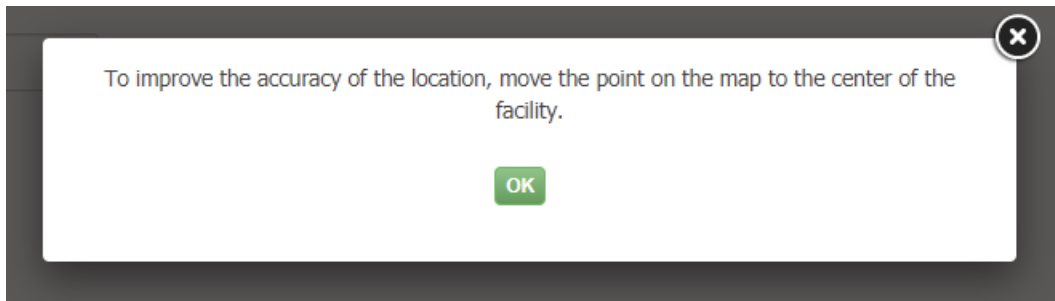 To improve the accuracy of the location, move the point on the map to the center of the
facility.
OK